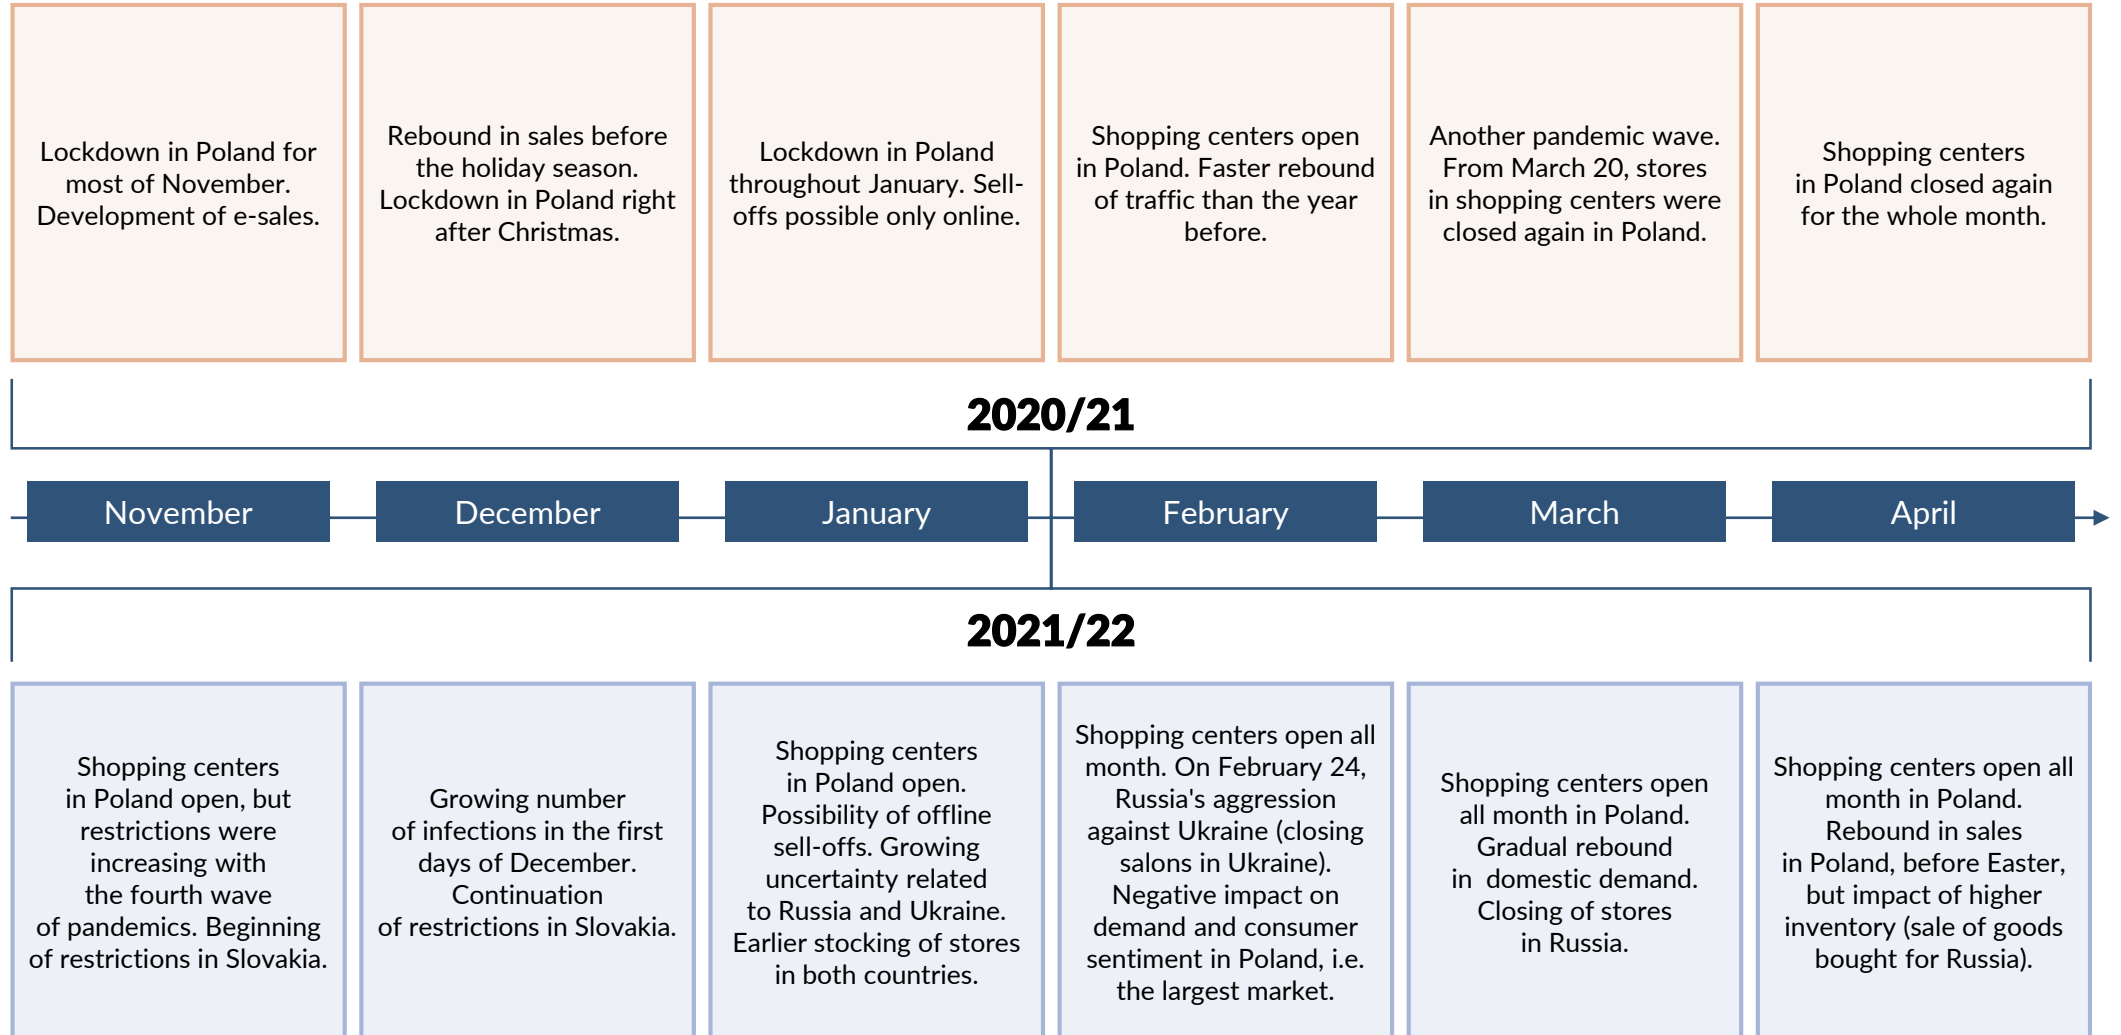 Lockdown in Poland for
most of November.
Development of e-sales.
Rebound in sales before
the holiday season.
Lockdown in Poland right
after Christmas.
Lockdown in Poland
throughout January. Sell-
offs possible only online.
Shopping centers open
in Poland. Faster rebound
of traffic than the year
before.
Another pandemic wave.
From March 20, stores
in shopping centers were
closed again in Poland.
Shopping centers
in Poland closed again
for the whole month.
2020/21
November
December
January
February
March
April
2021/22
Shopping centers
in Poland open, but
restrictions were
increasing with
the fourth wave
of pandemics. Beginning
of restrictions in Slovakia.
Growing number
of infections in the first
days of December.
Continuation
of restrictions in Slovakia.
Shopping centers
in Poland open.
Possibility of offline
sell-offs. Growing
uncertainty related
to Russia and Ukraine.
Earlier stocking of stores
in both countries.
Shopping centers open all
month. On February 24,
Russia's aggression
against Ukraine (closing
salons in Ukraine).
Negative impact on
demand and consumer
sentiment in Poland, i.e.
the largest market.
Shopping centers open
all month in Poland.
Gradual rebound
in  domestic demand.
Closing of stores
in Russia.
Shopping centers open all
month in Poland.
Rebound in sales
in Poland, before Easter,
but impact of higher
inventory (sale of goods
bought for Russia).